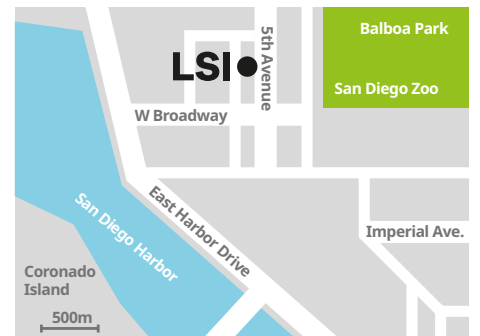 Balboa Park
5th Avenue
LSI
San Diego Zoo
W Broadway
East Harbor Drive
San Diego Harbor
Imperial Ave.
Coronado
Island
500m